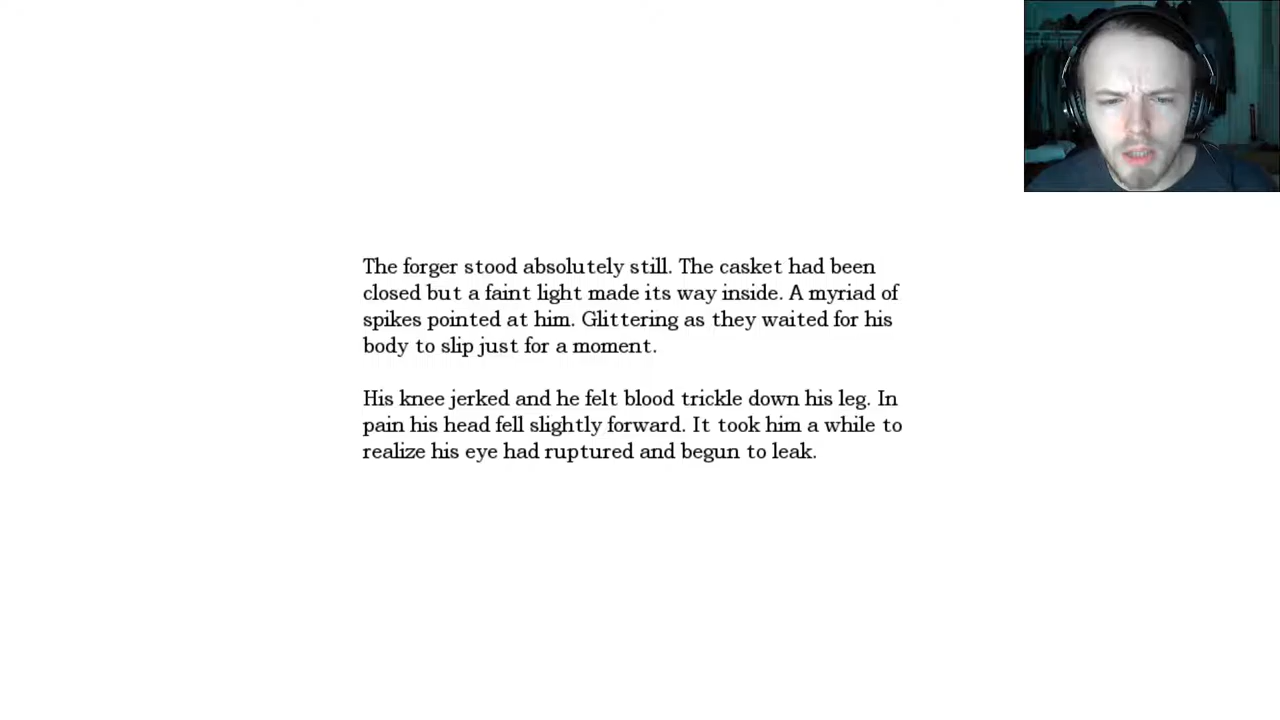 The forger stood absolutely still. The casket had been
closed but a faint light made its way inside. A myriad of
spikes pointed at him. Glittering as they waited for his
body to slip just for a moment.
His knee jerked and he felt blood trickle down his leg. In
pain his head fell slightly forward. It took him a while to
realize his eye had ruptured and begun to leak.